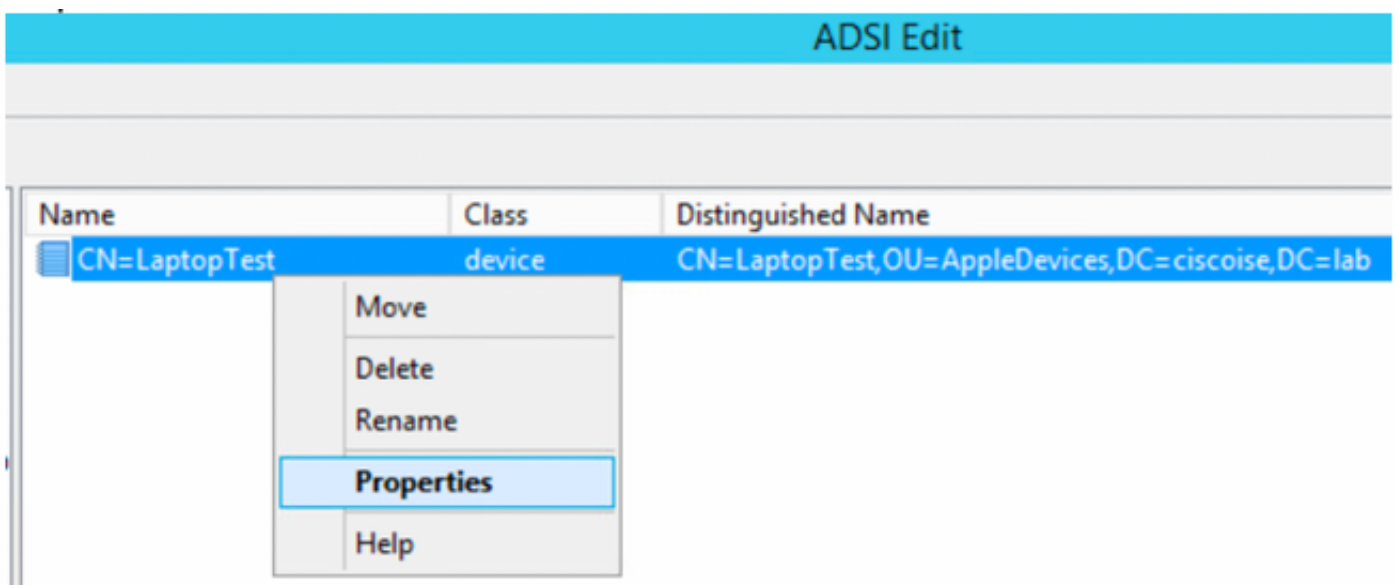 ADSI Edit
Name Class Distinguished Name
CN=LaptopTest device CN=LaptopTest,OU=AppleDevices,DC=ciscoise,DC=lab
Move
Delete
Rename
Properties
Help